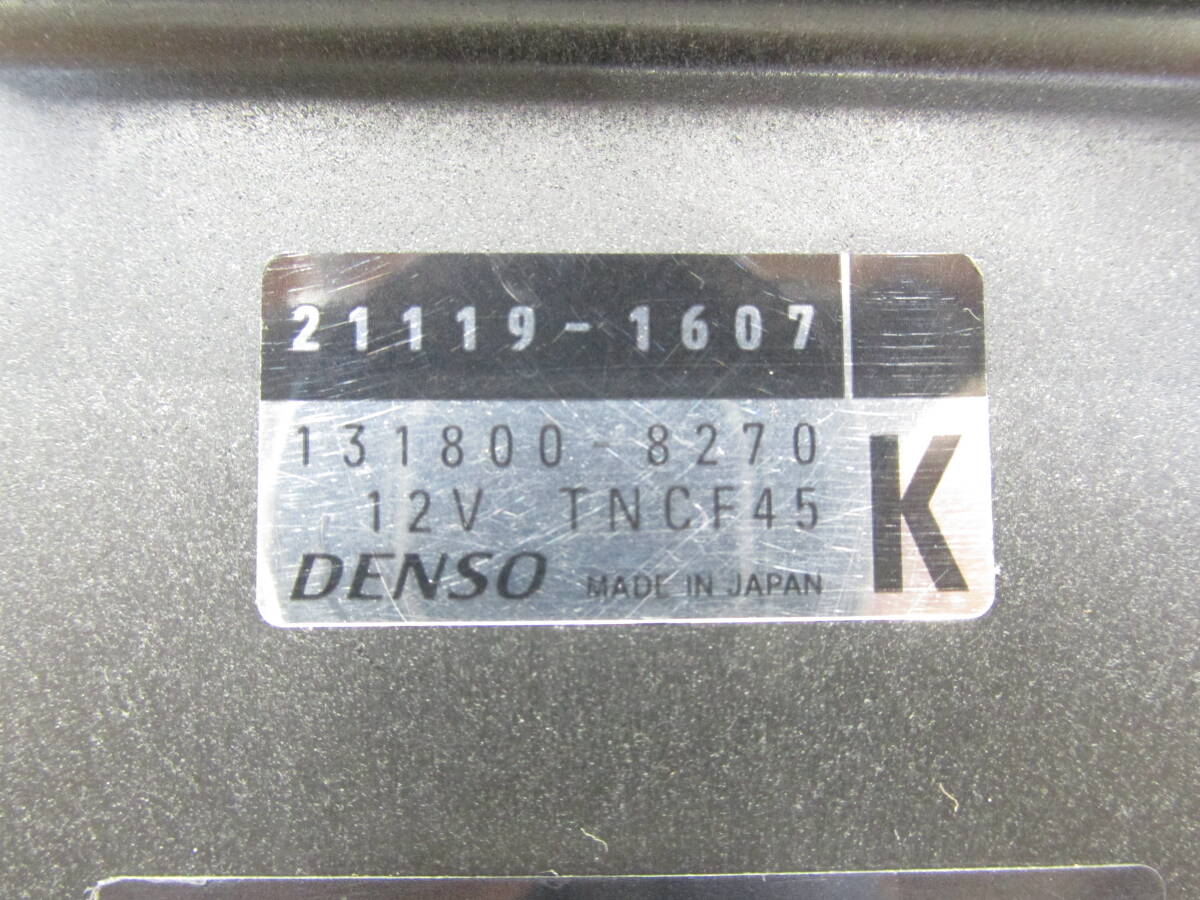 21119-1607
131800-8270
12V TNCF45
DENSO MADE IN JAPAN
K